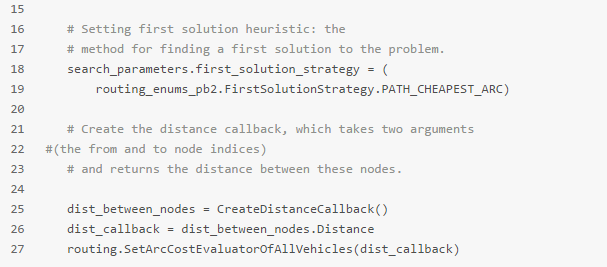 15
16 # Setting first solution heuristic: the
17 # method for finding a first solution to the problem.
18 search_parameters.first_solution_strategy = (
19 routing_enums_pb2.FirstSolutionStrategy.PATH_CHEAPEST_ARC)
20
21 # Create the distance callback, which takes two arguments
22 #(the from and to node indices)
23 # and returns the distance between these nodes.
24
25 dist_between_nodes = CreateDistanceCallback()
26 dist_callback = dist_between_nodes.Distance
27 routing.SetArcCostEvaluatorOfAllVehicles(dist_callback)